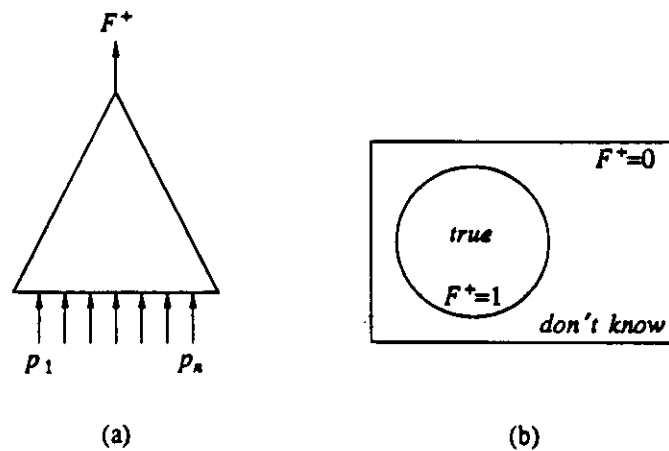 F⁺
p₁ pₙ
(a)
F⁺=0
true
F⁺=1
don't know
(b)